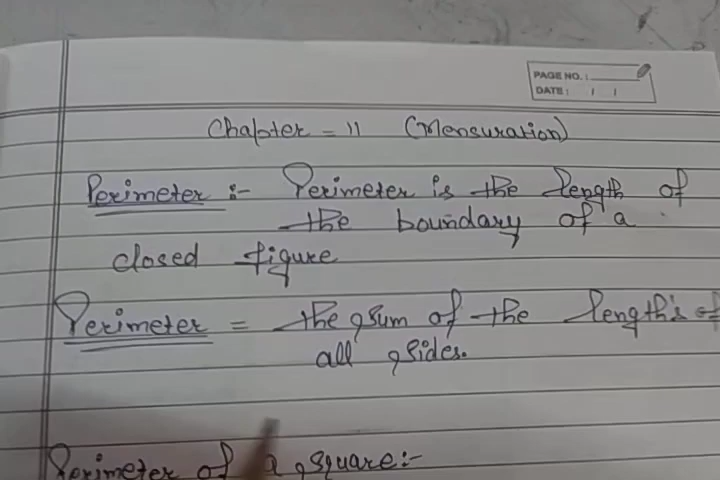 PAGE NO. :
DATE : / /
Chapter = 11 (Mensuration)
Perimeter :- Perimeter is the length of
the boundary of a
closed figure
Perimeter = the sum of the length's of
all sides.
Perimeter of a square:-